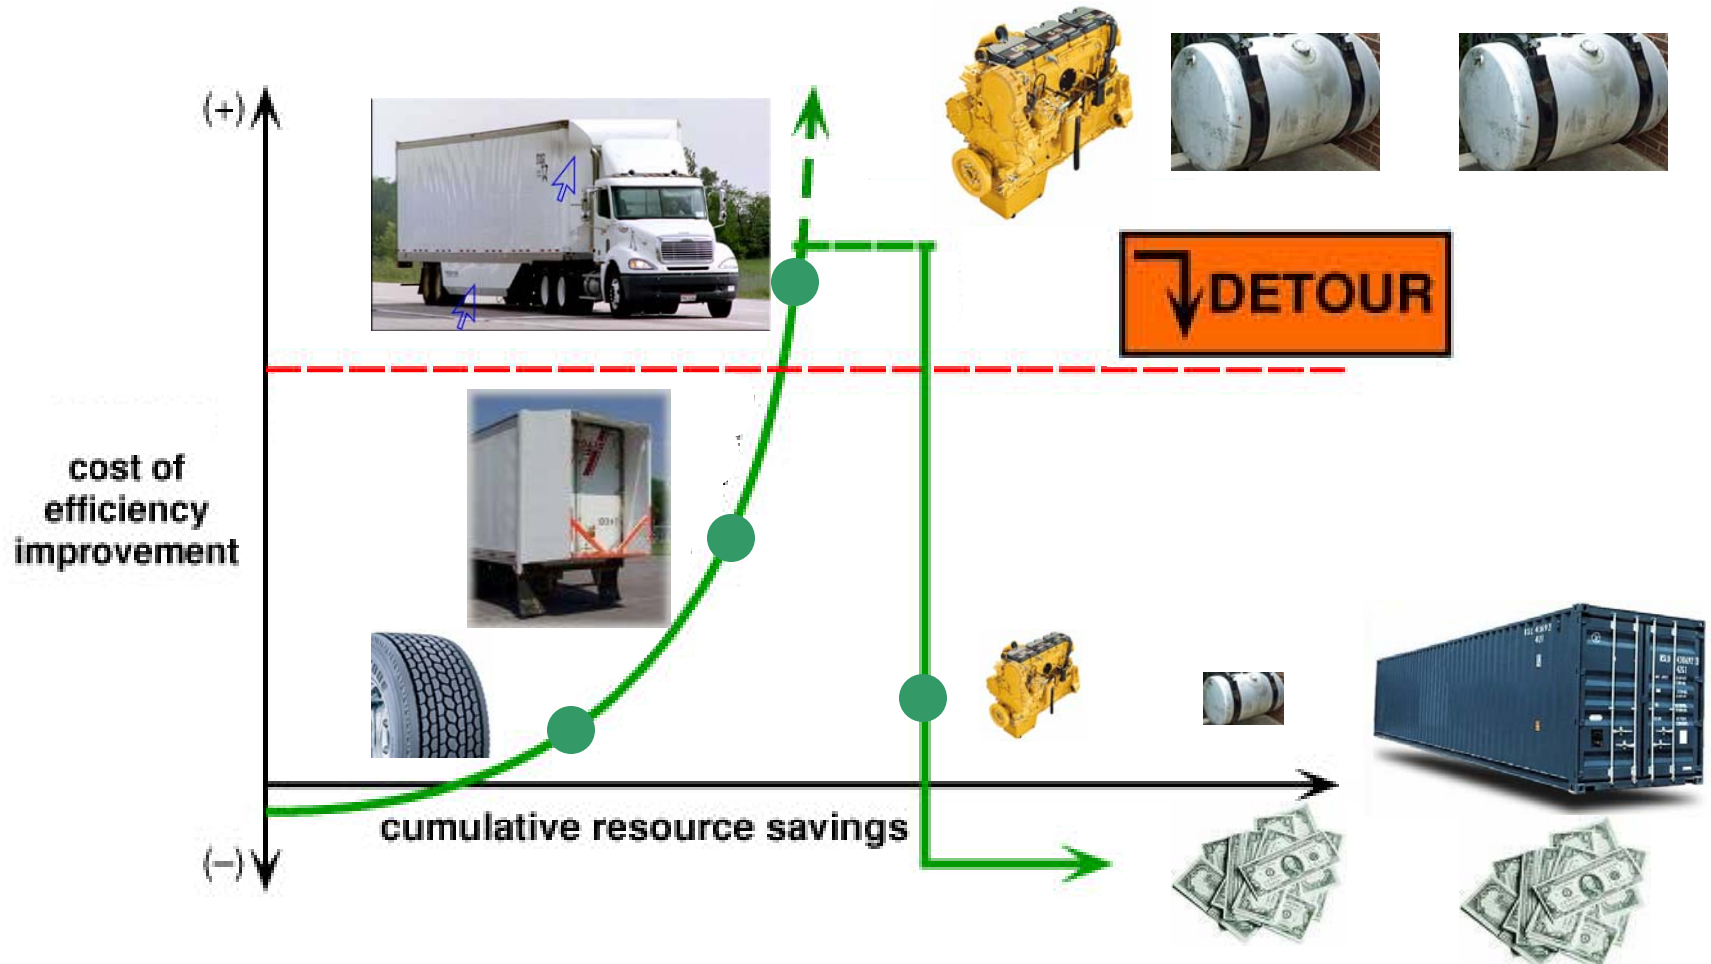 (+)
DETOUR
cost of
efficiency
improvement
cumulative resource savings
(–)